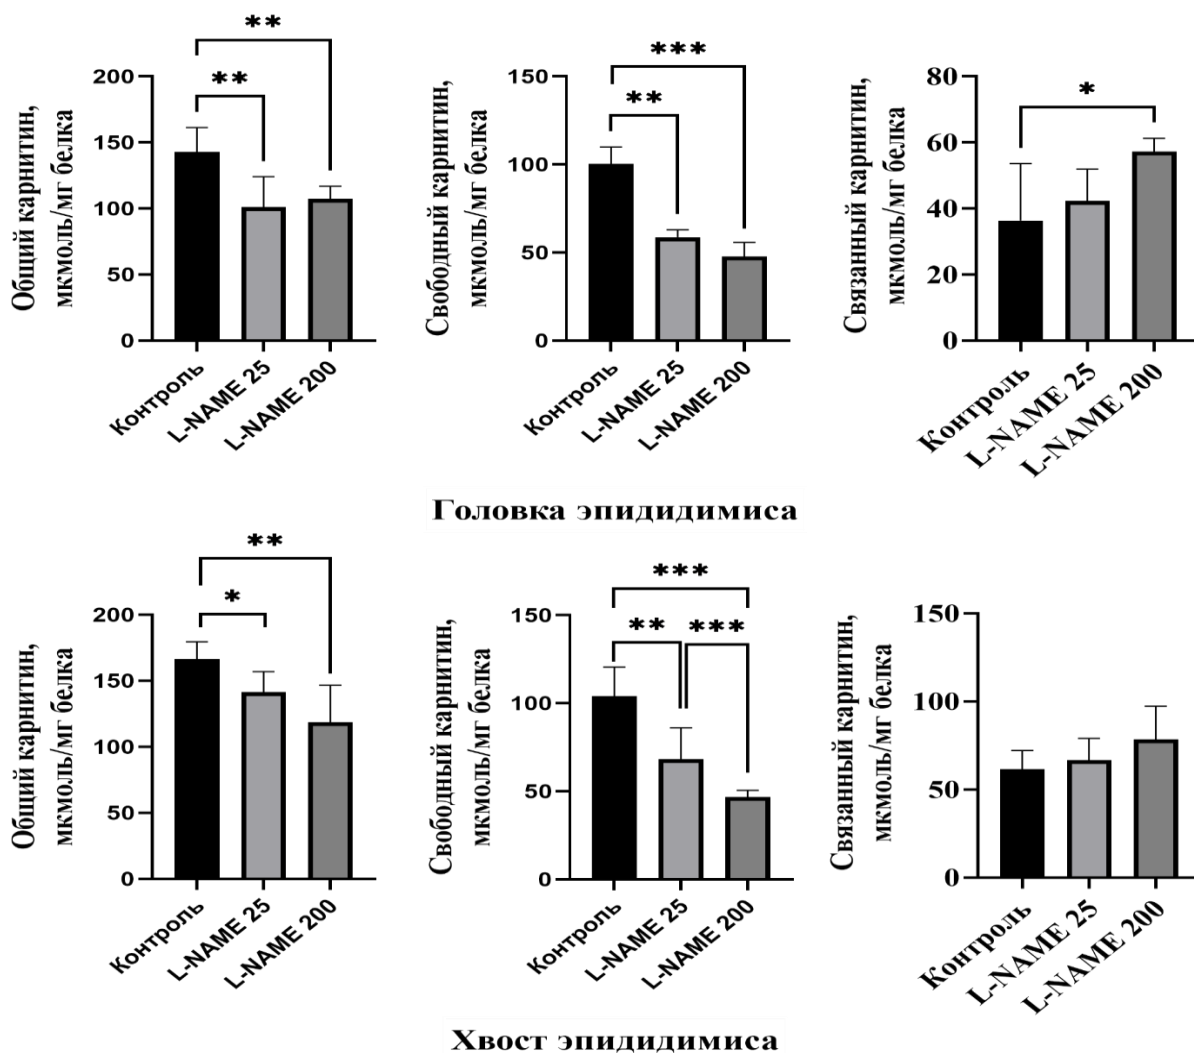 **
**
200
150
100
50
0
Общий карнитин,
мкмоль/мг белка
Контроль
L-NAME 25
L-NAME 200
***
**
150
100
50
0
Свободный карнитин,
мкмоль/мг белка
Контроль
L-NAME 25
L-NAME 200
*
80
60
40
20
0
Связанный карнитин,
мкмоль/мг белка
Контроль
L-NAME 25
L-NAME 200
Головка эпидидимиса
**
*
200
150
100
50
0
Общий карнитин,
мкмоль/мг белка
Контроль
L-NAME 25
L-NAME 200
***
** ***
150
100
50
0
Свободный карнитин,
мкмоль/мг белка
Контроль
L-NAME 25
L-NAME 200
150
100
50
0
Связанный карнитин,
мкмоль/мг белка
Контроль
L-NAME 25
L-NAME 200
Хвост эпидидимиса